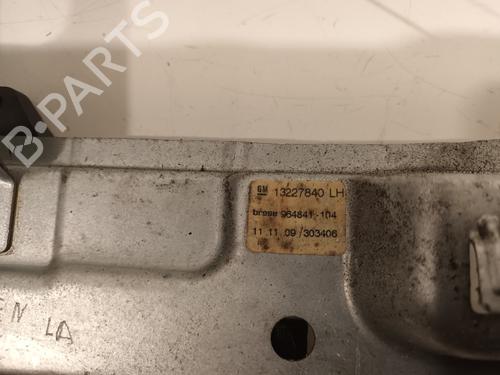 B-PARTS
GM 13227840 LH
brose 964841-104
11 11 09 /303406
EN LA